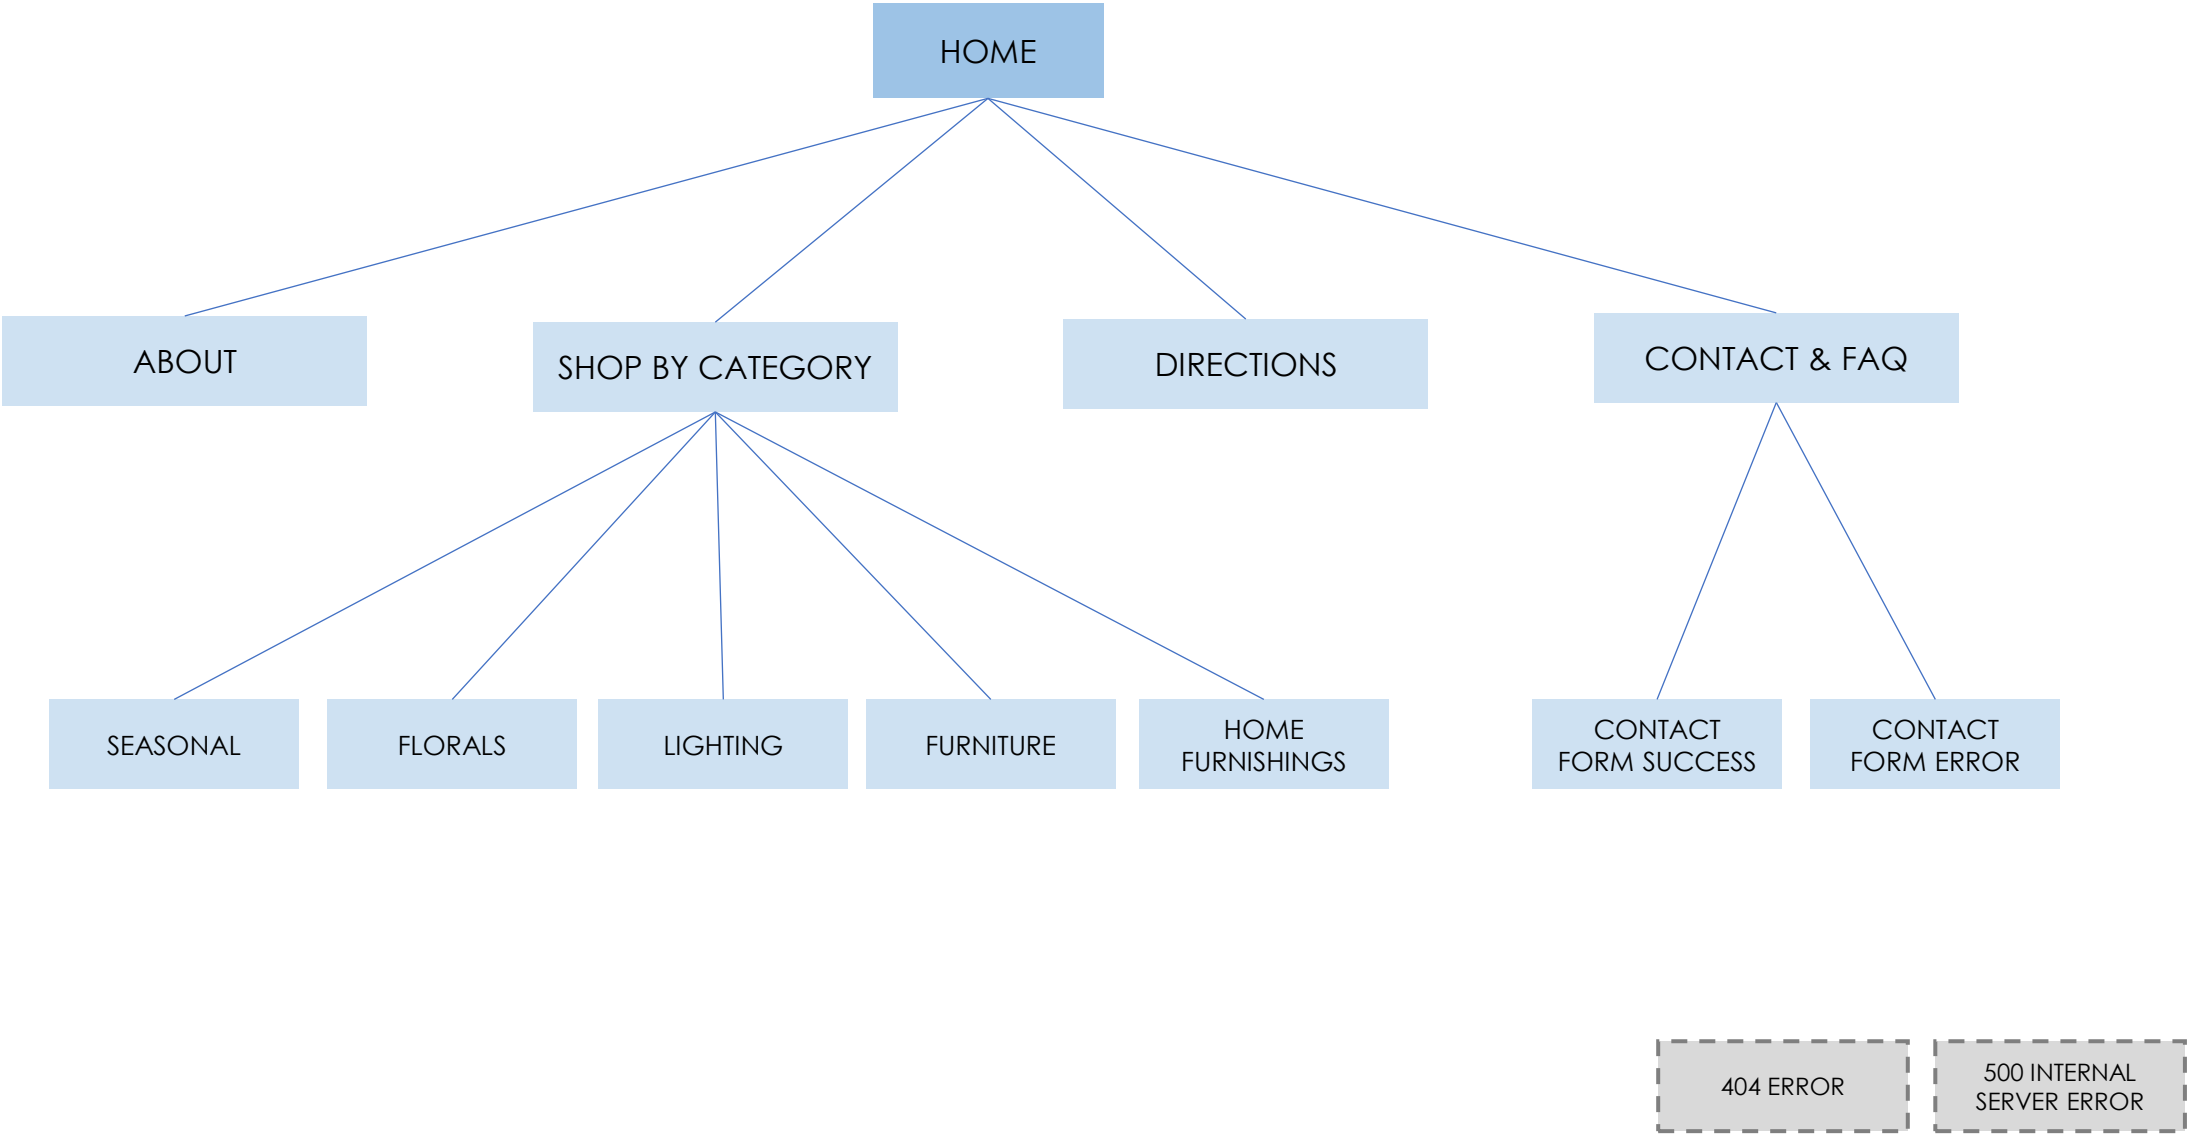 HOME
ABOUT
SHOP BY CATEGORY
DIRECTIONS
CONTACT & FAQ
SEASONAL
FLORALS
LIGHTING
FURNITURE
HOME
FURNISHINGS
CONTACT
FORM SUCCESS
CONTACT
FORM ERROR
404 ERROR
500 INTERNAL
SERVER ERROR